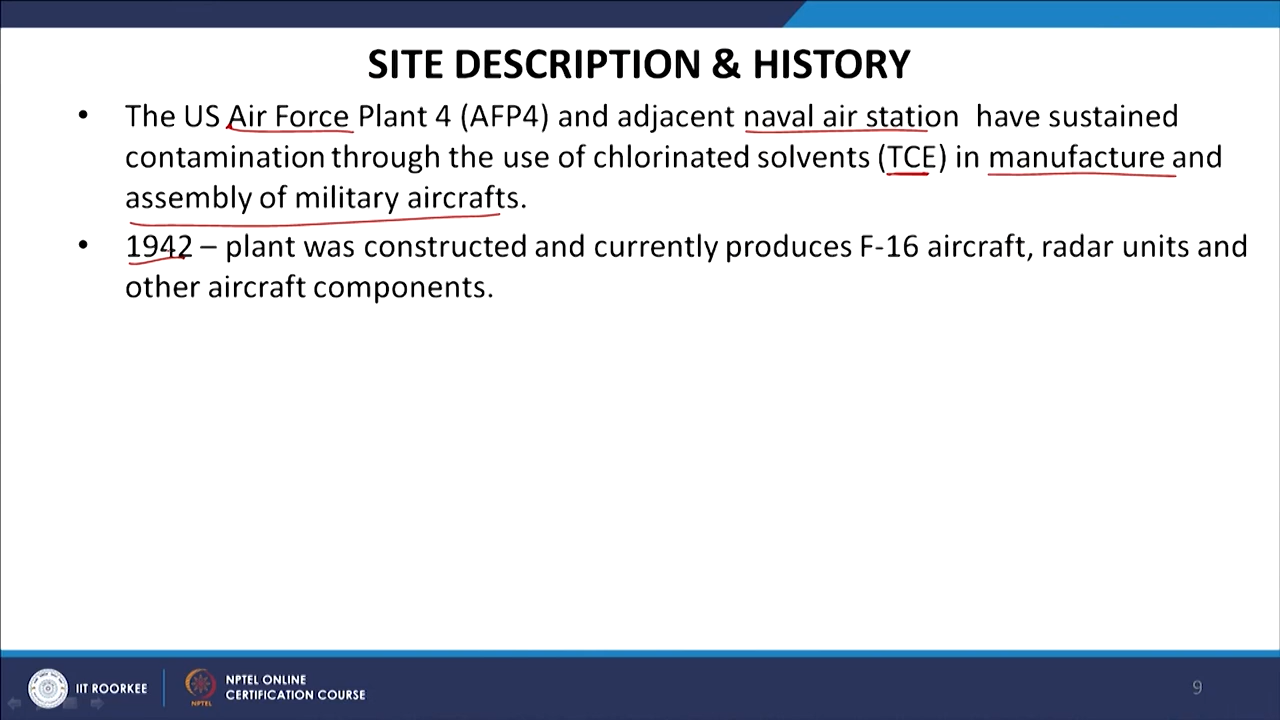 SITE DESCRIPTION & HISTORY
• The US Air Force Plant 4 (AFP4) and adjacent naval air station have sustained
contamination through the use of chlorinated solvents (TCE) in manufacture and
assembly of military aircrafts.
• 1942 – plant was constructed and currently produces F-16 aircraft, radar units and
other aircraft components.
IIT ROORKEE
NPTEL
NPTEL ONLINE
CERTIFICATION COURSE
9